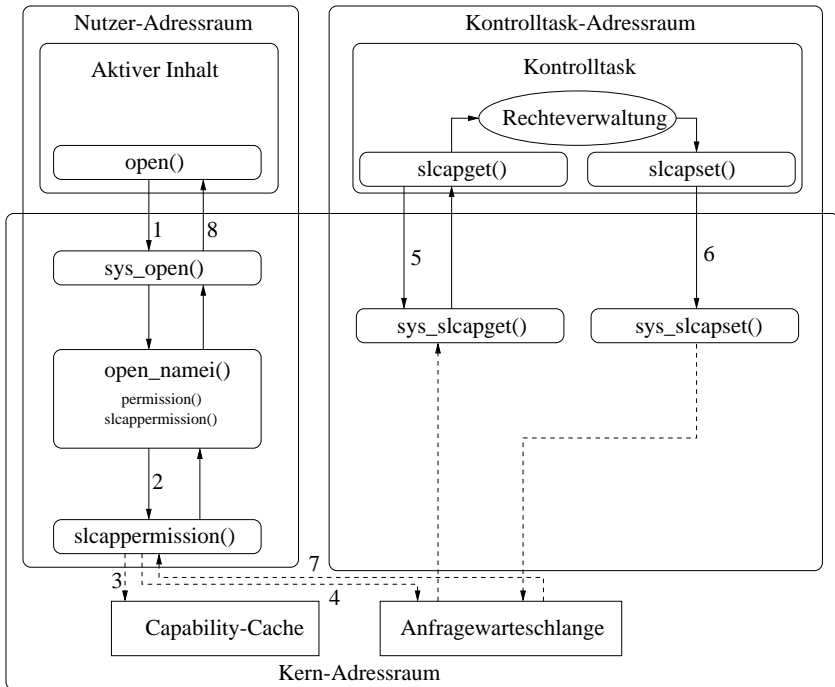 Nutzer-Adressraum
Kontrolltask-Adressraum
Aktiver Inhalt
Kontrolltask
Rechteverwaltung
open()
slcapget()
slcapset()
1
8
5
6
sys_open()
sys_slcapget()
sys_slcapset()
open_namei()
permission()
slcappermission()
2
slcappermission()
3
7
4
Capability-Cache
Anfragewarteschlange
Kern-Adressraum